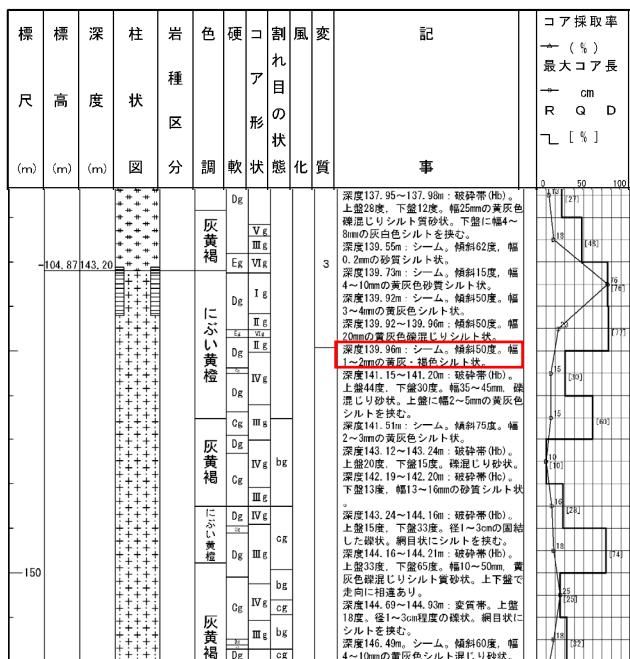 標尺(m)
標高(m)
深度(m)
柱状図
岩種区分
色調
硬軟
コア形状
割れ目の状態
風化
変質
記事
コア採取率
(%)
最大コア長
cm
R Q D
[%]
0 50 100
-104.87 143.20
-150
灰黄褐
にぶい黄橙
灰黄褐
にぶい黄橙
灰黄褐
Dg
Eg
Dg
Dg
Dg
Cg
Dg
Cg
Dg
Dg
Cg
Dg
Ⅴg
Ⅲg
Ⅵg
Ⅰg
Ⅱg
Ⅱg
Ⅳg
Ⅲg
Ⅳg
Ⅲg
Ⅳg
Ⅲg
Ⅳg
Ⅲg
bg
cg
bg
cg
bg
cg
3
深度137.95～137.98m：破砕帯(Hb)。
上盤28度，下盤12度。幅25mmの黄灰色
礫混じりシルト質砂状。下盤に幅4～
8mmの灰白色シルトを挟む。
深度139.55m：シーム。傾斜62度，幅
0.2mmの砂質シルト状。
深度139.73m：シーム。傾斜15度，幅
4～10mmの黄灰色砂質シルト状。
深度139.92m：シーム。傾斜50度。幅
3～4mmの黄灰色シルト状。
深度139.92～139.96m：傾斜50度。幅
20mmの黄灰色礫混じりシルト状。
深度139.96m：シーム。傾斜50度。幅
1～2mmの黄灰・褐色シルト状。
深度141.15～141.20m：破砕帯(Hb)。
上盤44度，下盤30度。幅35～45mm，礫
混じり砂状。上盤に幅2～5mmの黄灰色
シルトを挟む。
深度141.51m：シーム。傾斜75度，幅
2～3mmの黄灰色シルト状。
深度143.12～143.24m：破砕帯(Hb)。
上盤20度，下盤15度。礫混じり砂状。
深度142.19～142.20m：破砕帯(Hc)。
下盤13度，幅13～16mmの砂質シルト状
。
深度143.24～144.16m：破砕帯(Hb)。
上盤15度，下盤33度。径1～3cmの固結
した礫状。網目状にシルトを挟む。
深度144.16～144.21m：破砕帯(Hb)。
上盤33度，下盤65度。幅10～50mm，黄
灰色礫混じりシルト質砂状。上下盤で
走向に相違あり。
深度144.69～144.93m：変質帯。上盤
18度。径1～3cm程度の礫状。網目状に
シルトを挟む。
深度146.49m。シーム。傾斜60度，幅
4～10mmの黄灰色シルト混じり砂状。
[27]
18
[48]
76
[76]
[77]
15
[30]
15
[60]
10
[10]
16
[28]
18
[74]
25
[25]
18
[32]